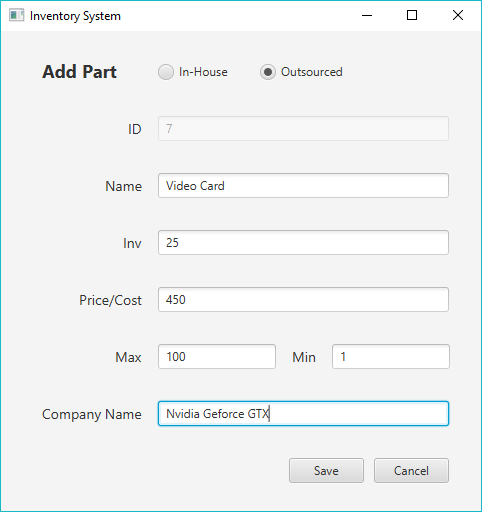 Inventory System
Add Part In-House Outsourced
ID 7
Name Video Card
Inv 25
Price/Cost 450
Max 100 Min 1
Company Name Nvidia Geforce GTX
Save Cancel